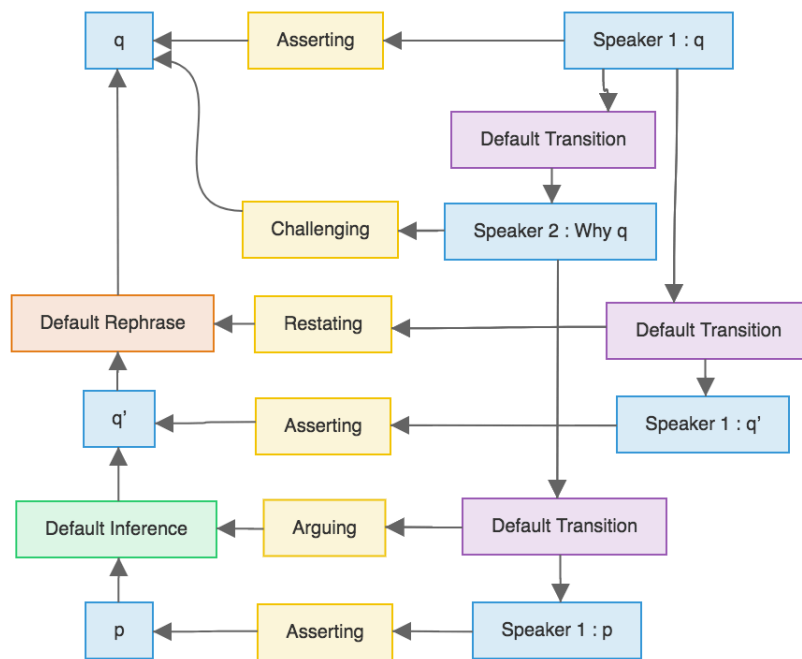 q
Asserting
Speaker 1 : q
Default Transition
Challenging
Speaker 2 : Why q
Default Rephrase
Restating
Default Transition
q’
Asserting
Speaker 1 : q’
Default Inference
Arguing
Default Transition
p
Asserting
Speaker 1 : p